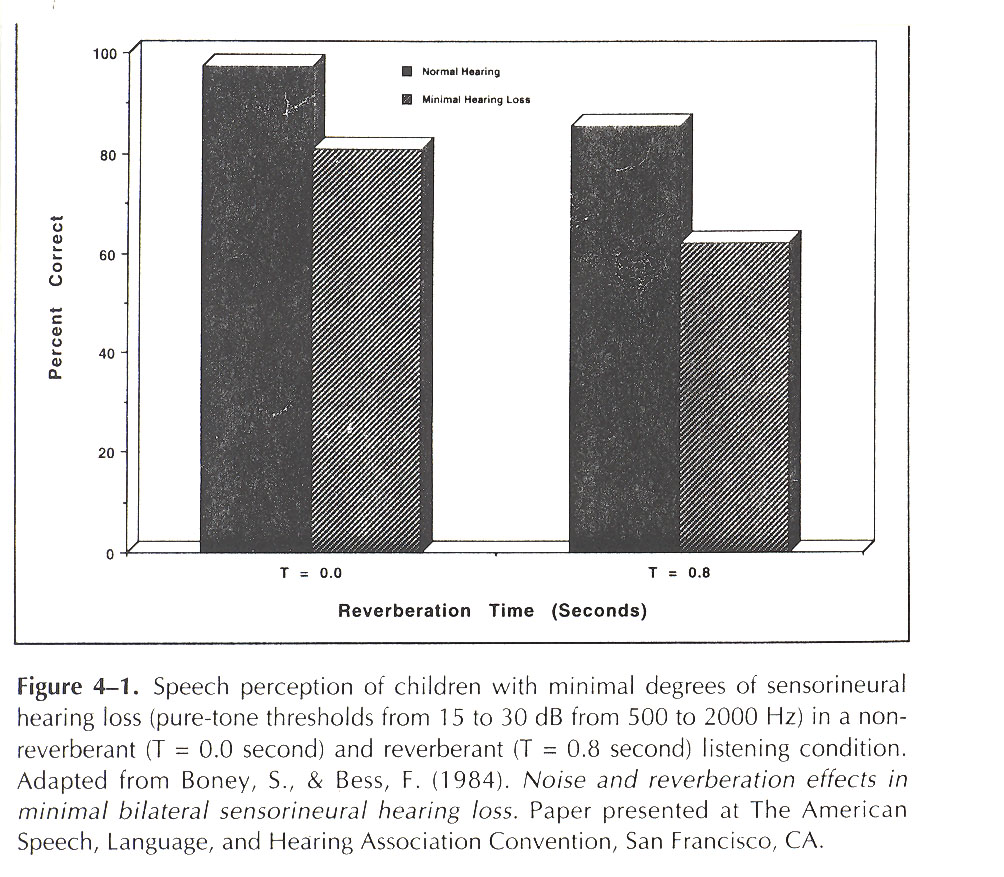 100
80
60
40
20
0
Percent Correct
Normal Hearing
Minimal Hearing Loss
T = 0.0
T = 0.8
Reverberation Time (Seconds)
Figure 4–1. Speech perception of children with minimal degrees of sensorineural
hearing loss (pure-tone thresholds from 15 to 30 dB from 500 to 2000 Hz) in a non-
reverberant (T = 0.0 second) and reverberant (T = 0.8 second) listening condition.
Adapted from Boney, S., & Bess, F. (1984). Noise and reverberation effects in
minimal bilateral sensorineural hearing loss. Paper presented at The American
Speech, Language, and Hearing Association Convention, San Francisco, CA.